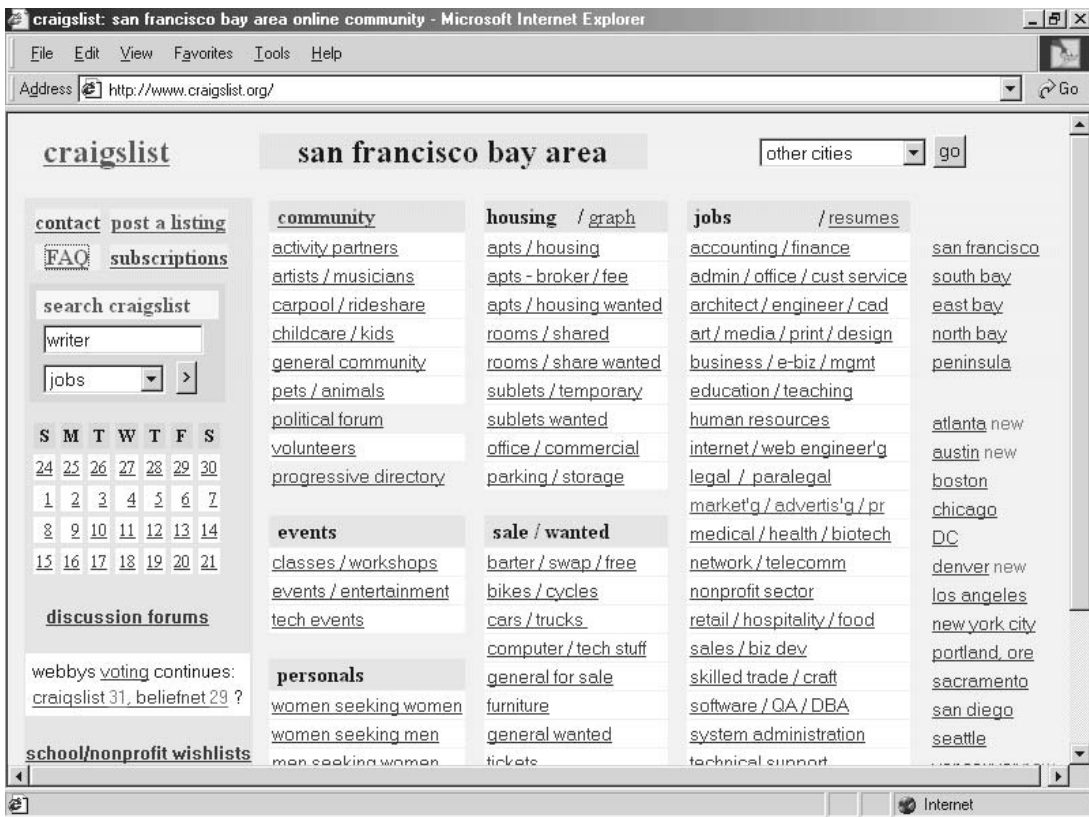 craigslist: san francisco bay area online community - Microsoft Internet Explorer
File Edit View Favorites Tools Help
Address http://www.craigslist.org/ Go
craigslist
san francisco bay area
other cities go
contact post a listing
FAQ subscriptions
search craigslist
writer
jobs >
S M T W T F S
24 25 26 27 28 29 30
1 2 3 4 5 6 7
8 9 10 11 12 13 14
15 16 17 18 19 20 21
discussion forums
webbys voting continues:
craigslist 31, beliefnet 29 ?
school/nonprofit wishlists
community
activity partners
artists / musicians
carpool / rideshare
childcare / kids
general community
pets / animals
political forum
volunteers
progressive directory
events
classes / workshops
events / entertainment
tech events
personals
women seeking women
women seeking men
men seeking women
housing / graph
apts / housing
apts - broker / fee
apts / housing wanted
rooms / shared
rooms / share wanted
sublets / temporary
sublets wanted
office / commercial
parking / storage
sale / wanted
barter / swap / free
bikes / cycles
cars / trucks
computer / tech stuff
general for sale
furniture
general wanted
tickets
jobs / resumes
accounting / finance
admin / office / cust service
architect / engineer / cad
art / media / print / design
business / e-biz / mgmt
education / teaching
human resources
internet / web engineer'g
legal / paralegal
market'g / advertis'g / pr
medical / health / biotech
network / telecomm
nonprofit sector
retail / hospitality / food
sales / biz dev
skilled trade / craft
software / QA / DBA
system administration
technical support
san francisco
south bay
east bay
north bay
peninsula
atlanta new
austin new
boston
chicago
DC
denver new
los angeles
new york city
portland, ore
sacramento
san diego
seattle
Internet